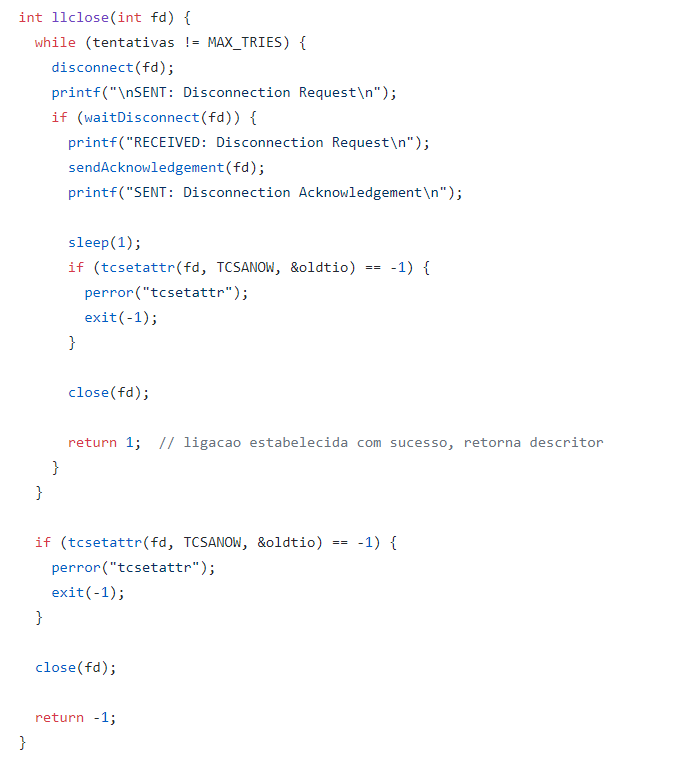 int llclose(int fd) {
  while (tentativas != MAX_TRIES) {
    disconnect(fd);
    printf("\nSENT: Disconnection Request\n");
    if (waitDisconnect(fd)) {
      printf("RECEIVED: Disconnection Request\n");
      sendAcknowledgement(fd);
      printf("SENT: Disconnection Acknowledgement\n");

      sleep(1);
      if (tcsetattr(fd, TCSANOW, &oldtio) == -1) {
        perror("tcsetattr");
        exit(-1);
      }

      close(fd);

      return 1;  // ligacao estabelecida com sucesso, retorna descritor
    }
  }

  if (tcsetattr(fd, TCSANOW, &oldtio) == -1) {
    perror("tcsetattr");
    exit(-1);
  }

  close(fd);

  return -1;
}